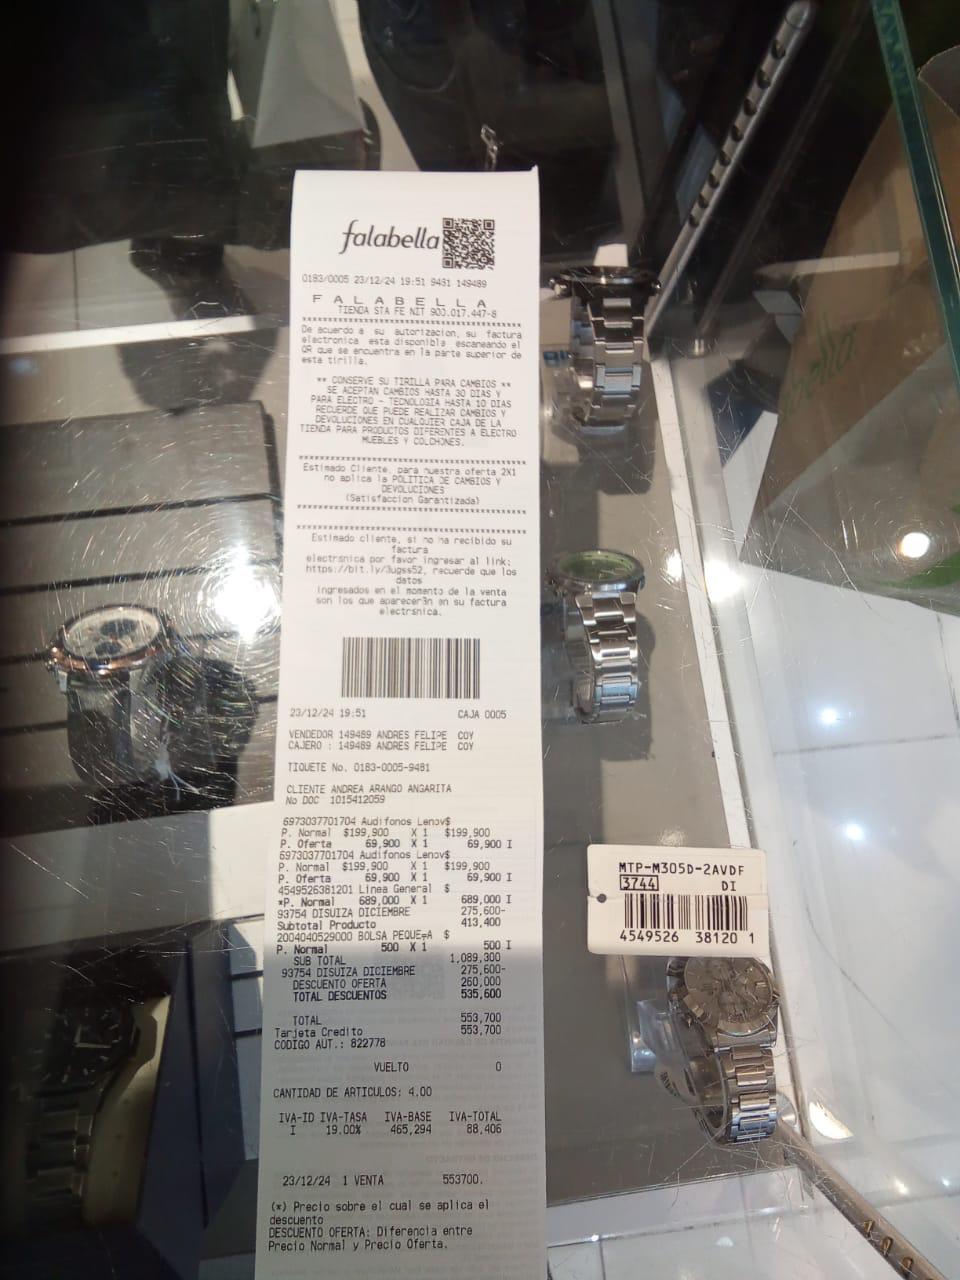 falabella
0183/0005 23/12/24 19:51 9481 149489
F A L A B E L L A
TIENDA STA FE NIT 900.017.447-8
De acuerdo a su autorizacion, su factura
electronica esta disponible escaneando el
QR que se encuentra en la parte superior de
esta tirilla.
** CONSERVE SU TIRILLA PARA CAMBIOS **
SE ACEPTAN CAMBIOS HASTA 30 DIAS Y
PARA ELECTRO - TECNOLOGIA HASTA 10 DIAS
RECUERDE QUE PUEDE REALIZAR CAMBIOS Y
DEVOLUCIONES EN CUALQUIER CAJA DE LA
TIENDA PARA PRODUCTOS DIFERENTES A ELECTRO
MUEBLES Y COLCHONES.
Estimado Cliente, para nuestra oferta 2X1
no aplica la POLITICA DE CAMBIOS Y
DEVOLUCIONES
(Satisfaccion Garantizada)
Estimado cliente, si no ha recibido su
factura
electrsnica por favor ingresar al link:
https://bit.ly/3ugss52, recuerde que los
datos
ingresados en el momento de la venta
son los que aparecer3n en su factura
electrsnica.
23/12/24 19:51 CAJA 0005
VENDEDOR 149489 ANDRES FELIPE COY
CAJERO : 149489 ANDRES FELIPE COY
TIQUETE No. 0183-0005-9481
CLIENTE ANDREA ARANGO ANGARITA
No DOC 1015412059
6973037701704 Audifonos Lenov$
P. Normal $199,900 X 1 $199,900
P. Oferta 69,900 X 1 69,900 I
6973037701704 Audifonos Lenov$
P. Normal $199,900 X 1 $199,900
P. Oferta 69,900 X 1 69,900 I
4549526381201 Linea General $
*P. Normal 689,000 X 1 689,000 I
93754 DISUIZA DICIEMBRE 275,600-
Subtotal Producto 413,400
2004040529000 BOLSA PEQUE¬A $
P. Normal 500 X 1 500 I
SUB TOTAL 1,089,300
93754 DISUIZA DICIEMBRE 275,600-
DESCUENTO OFERTA 260,000
TOTAL DESCUENTOS 535,600
TOTAL 553,700
Tarjeta Credito 553,700
CODIGO AUT.: 822778
VUELTO 0
CANTIDAD DE ARTICULOS: 4.00
IVA-ID IVA-TASA IVA-BASE IVA-TOTAL
I 19.00% 465,294 88,406
23/12/24 1 VENTA 553700.
(*) Precio sobre el cual se aplica el
descuento
DESCUENTO OFERTA: Diferencia entre
Precio Normal y Precio Oferta.
MTP-M305D-2AVDF
3744 DI
4549526 38120 1